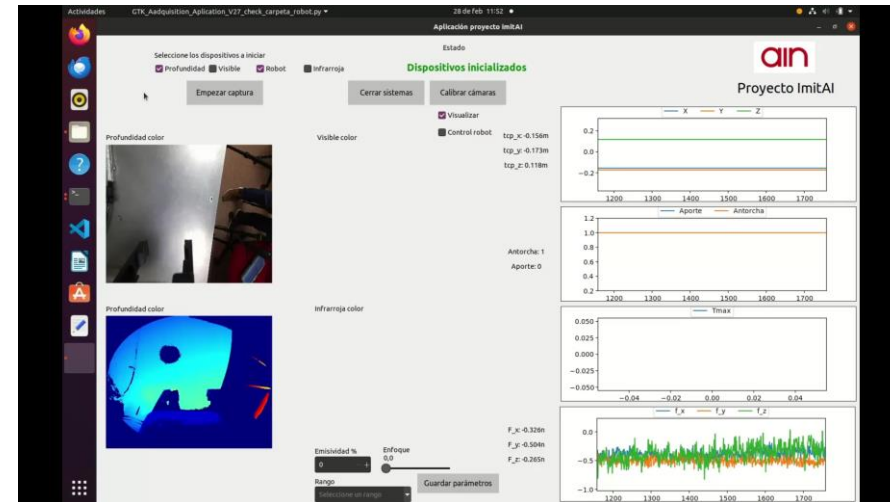 Actividades
GTK_Aadquisition_Aplication_V27_check_carpeta_robot.py
28 de feb 11:52
Aplicación proyecto ImitAI
Seleccione los dispositivos a iniciar
Profundidad Visible Robot Infrarroja
Estado
Dispositivos inicializados
ain
Proyecto ImitAI
Empezar captura
Cerrar sistemas
Calibrar cámaras
Visualizar
Control robot
Profundidad color
Visible color
tcp_x: -0.156m
tcp_y: -0.173m
tcp_z: 0.118m
X Y Z
0.2
0.0
−0.2
1200 1300 1400 1500 1600 1700
Antorcha: 1
Aporte: 0
Aporte Antorcha
1.2
1.0
0.8
0.6
0.4
0.2
1200 1300 1400 1500 1600 1700
Profundidad color
Infrarroja color
Tmax
0.050
0.025
0.000
−0.025
−0.050
−0.04 −0.02 0.00 0.02 0.04
F_x: -0.326n
F_y: -0.504n
F_z: -0.265n
f_x f_y f_z
0.0
−0.5
−1.0
1200 1300 1400 1500 1600 1700
Emisividad %
0 +
Enfoque
0,0
Rango
Seleccione un rango
Guardar parámetros